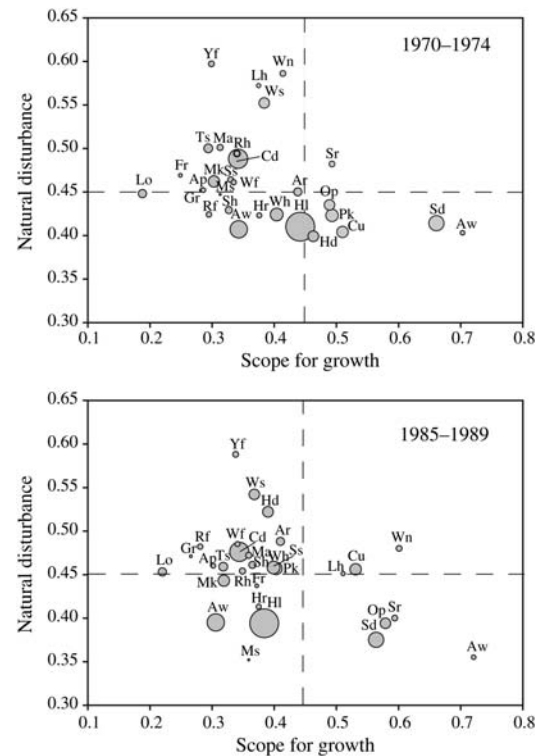 0.65
1970–1974
Yf
Wn
Lh
0.60
Ws
0.55
Natural disturbance
Ts Ma Rh
0.50
Cd
Sr
Fr Mk Ss
Lo Ap Ms Wf Ar Op
0.45
Gr Rf Sh Hr Wh Hl Pk Sd
Aw Hd Cu Aw
0.40
0.35
0.30
0.1 0.2 0.3 0.4 0.5 0.6 0.7 0.8
Scope for growth
0.65
1985–1989
Yf
0.60
Ws
Hd
0.55
Natural disturbance
Rf Wf Cd Ar Wn
0.50
Gr Ma Ss
Lo Ap Ts Sh Wh Lh Cu
0.45
Mk Rh Fr Pk
Aw Hr Hl Op Sr
0.40
Sd
Ms Aw
0.35
0.30
0.1 0.2 0.3 0.4 0.5 0.6 0.7 0.8
Scope for growth